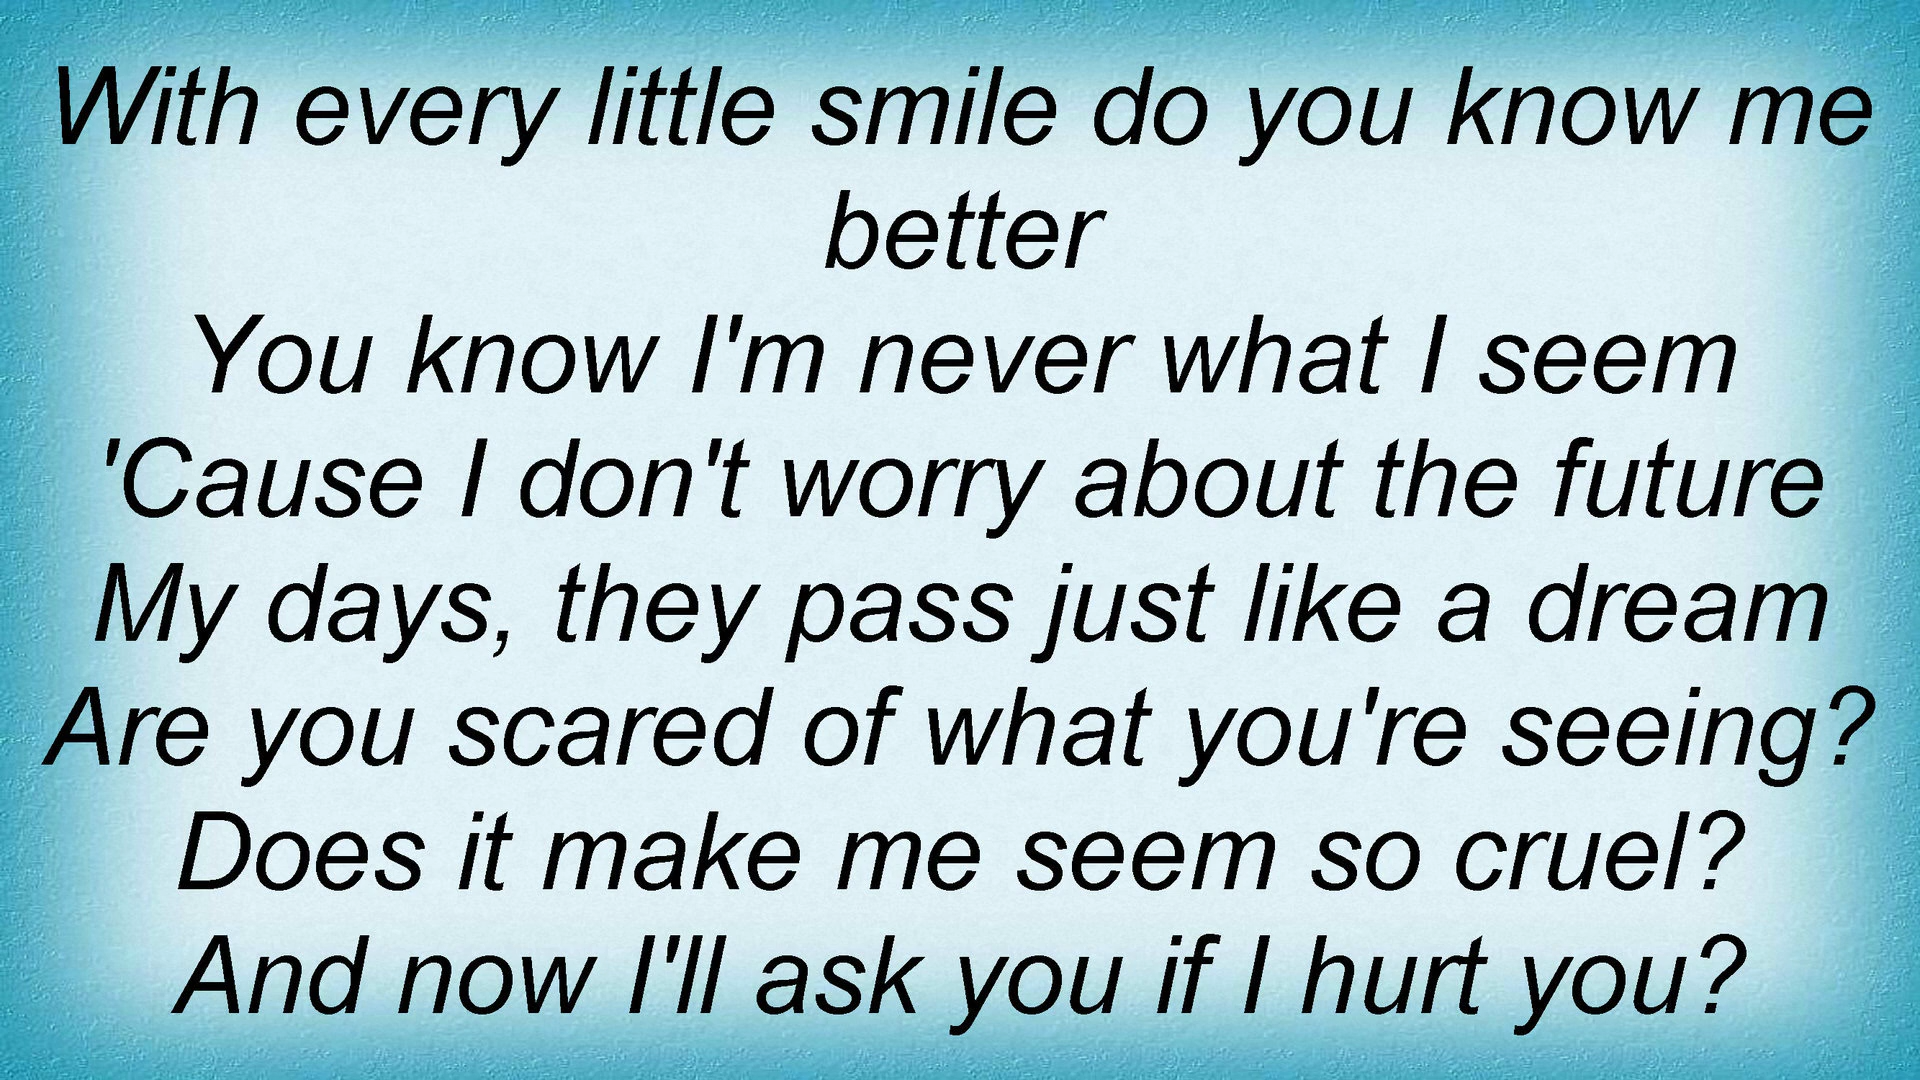 With every little smile do you know me
better
You know I'm never what I seem
'Cause I don't worry about the future
My days, they pass just like a dream
Are you scared of what you're seeing?
Does it make me seem so cruel?
And now I'll ask you if I hurt you?